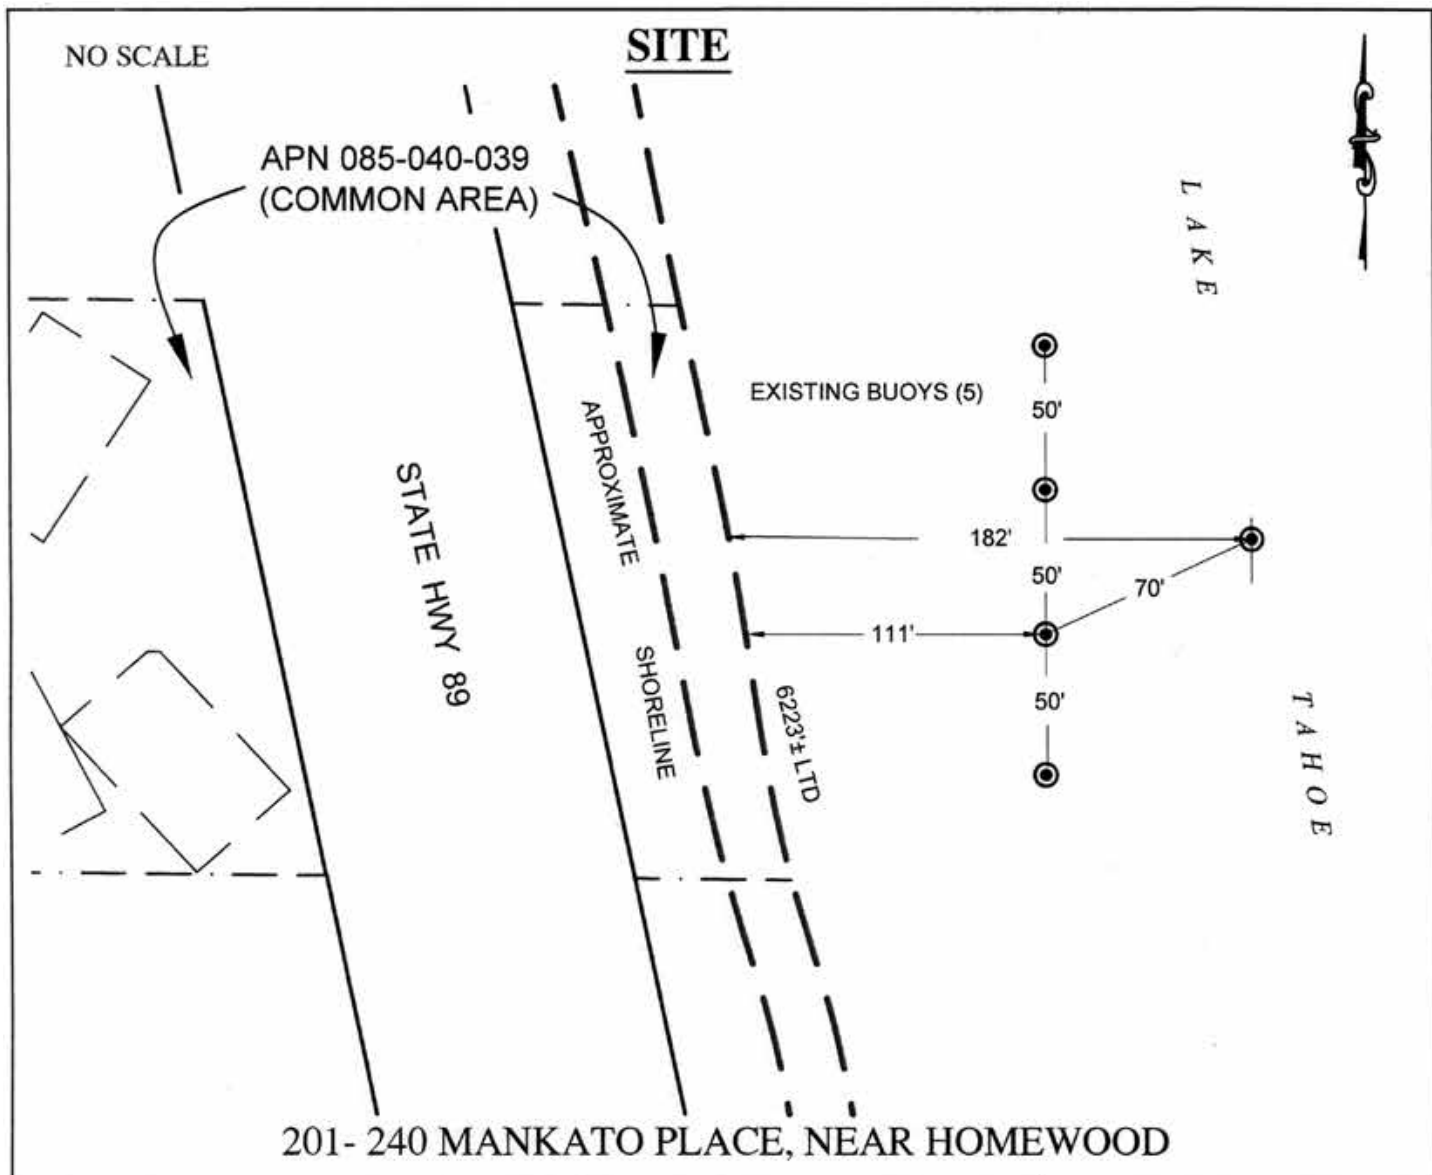 NO SCALE
SITE
APN 085-040-039
(COMMON AREA)
LAKE
EXISTING BUOYS (5)
50'
APPROXIMATE
STATE HWY 89
182'
50'
70'
111'
SHORELINE
50'
6223'± LTD
TAHOE
201- 240 MANKATO PLACE, NEAR HOMEWOOD